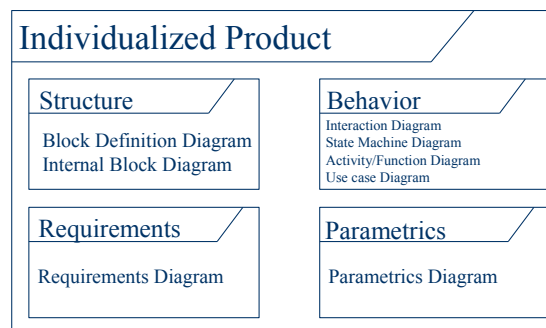 Individualized Product
Structure
Block Definition Diagram
Internal Block Diagram
Behavior
Interaction Diagram
State Machine Diagram
Activity/Function Diagram
Use case Diagram
Requirements
Requirements Diagram
Parametrics
Parametrics Diagram